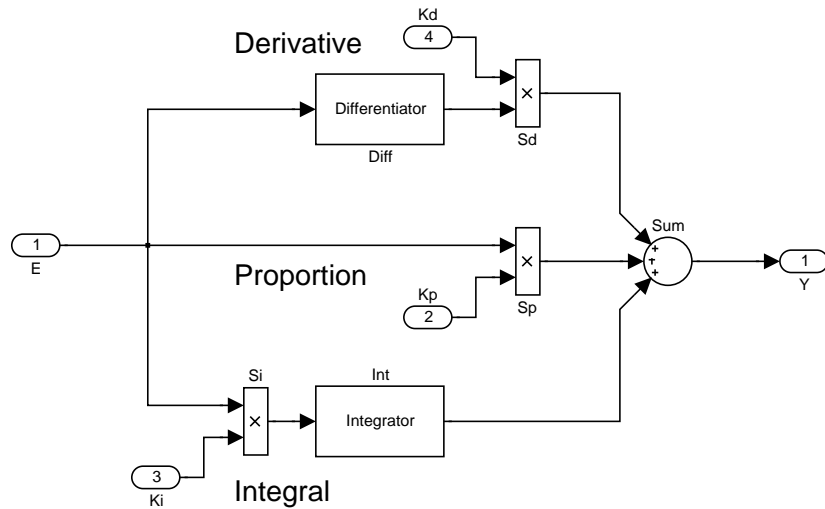 Kd
4
Derivative
Differentiator
×
Diff
Sd
Sum
1
E
+
+
+
×
1
Y
Proportion
Kp
2
Sp
Si
Int
×
Integrator
3
Ki
Integral